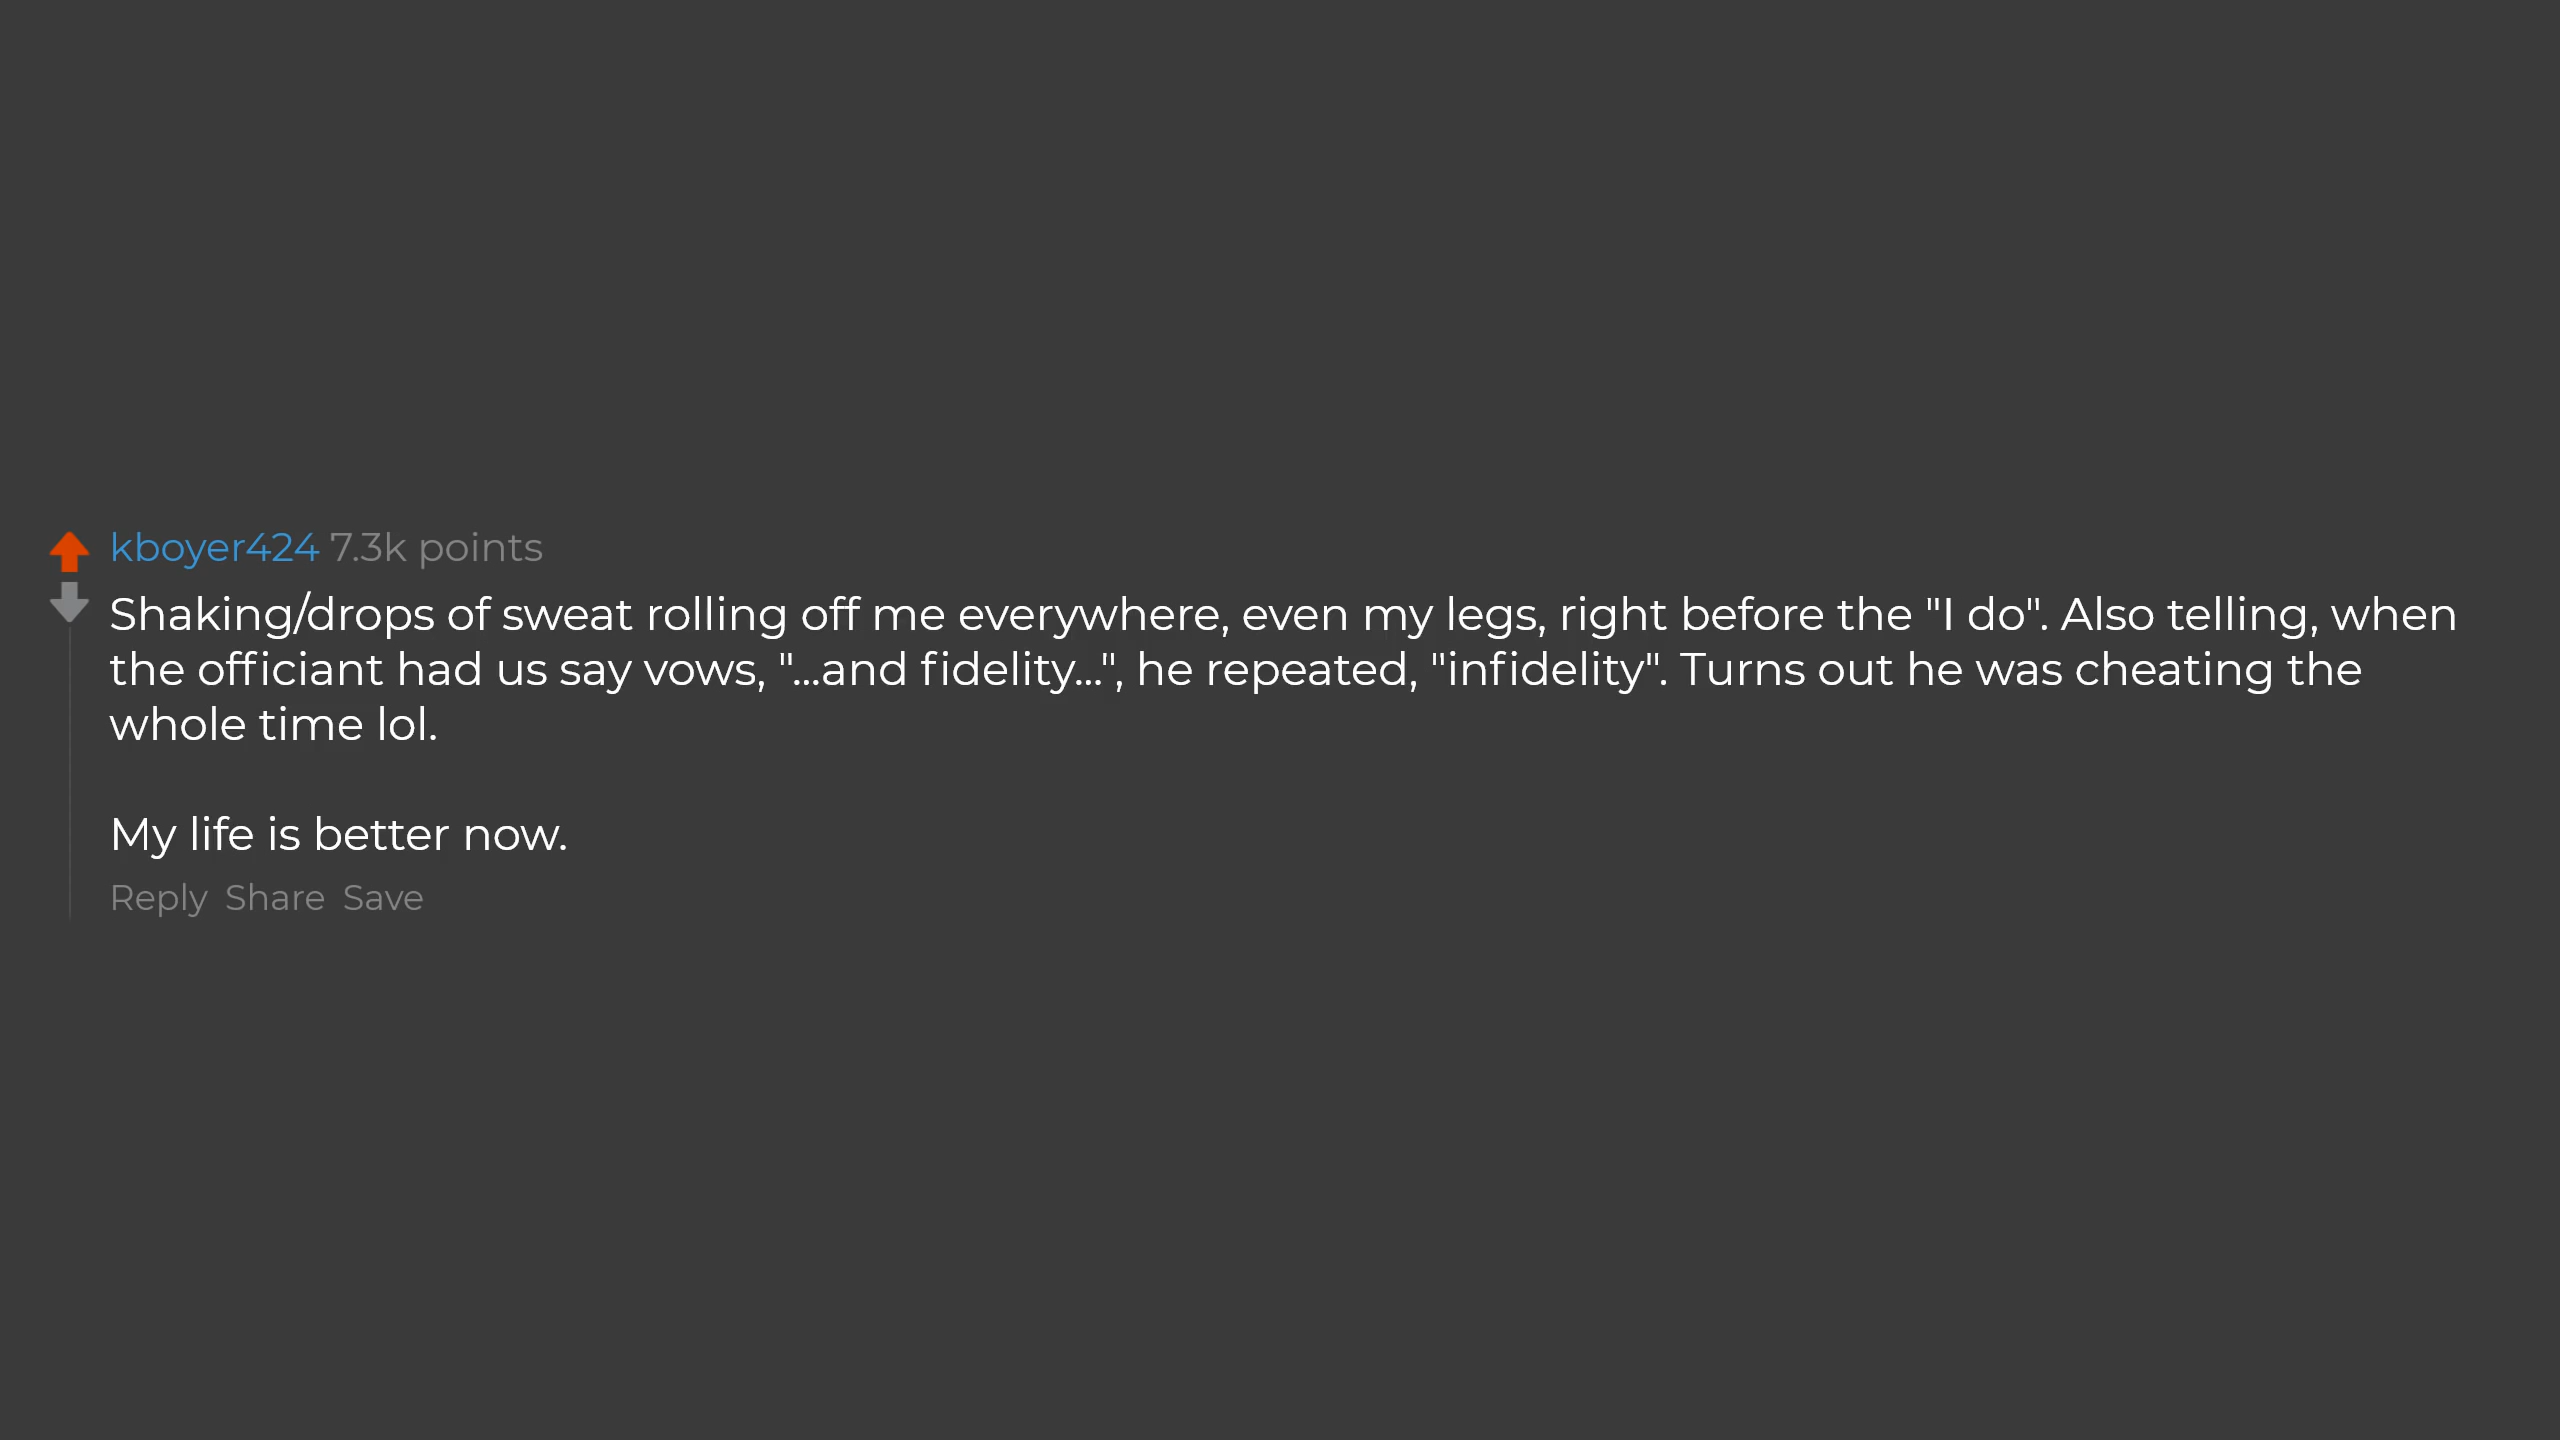 kboyer424 7.3k points
Shaking/drops of sweat rolling off me everywhere, even my legs, right before the "I do". Also telling, when
the officiant had us say vows, "...and fidelity...", he repeated, "infidelity". Turns out he was cheating the
whole time lol.
My life is better now.
Reply Share Save